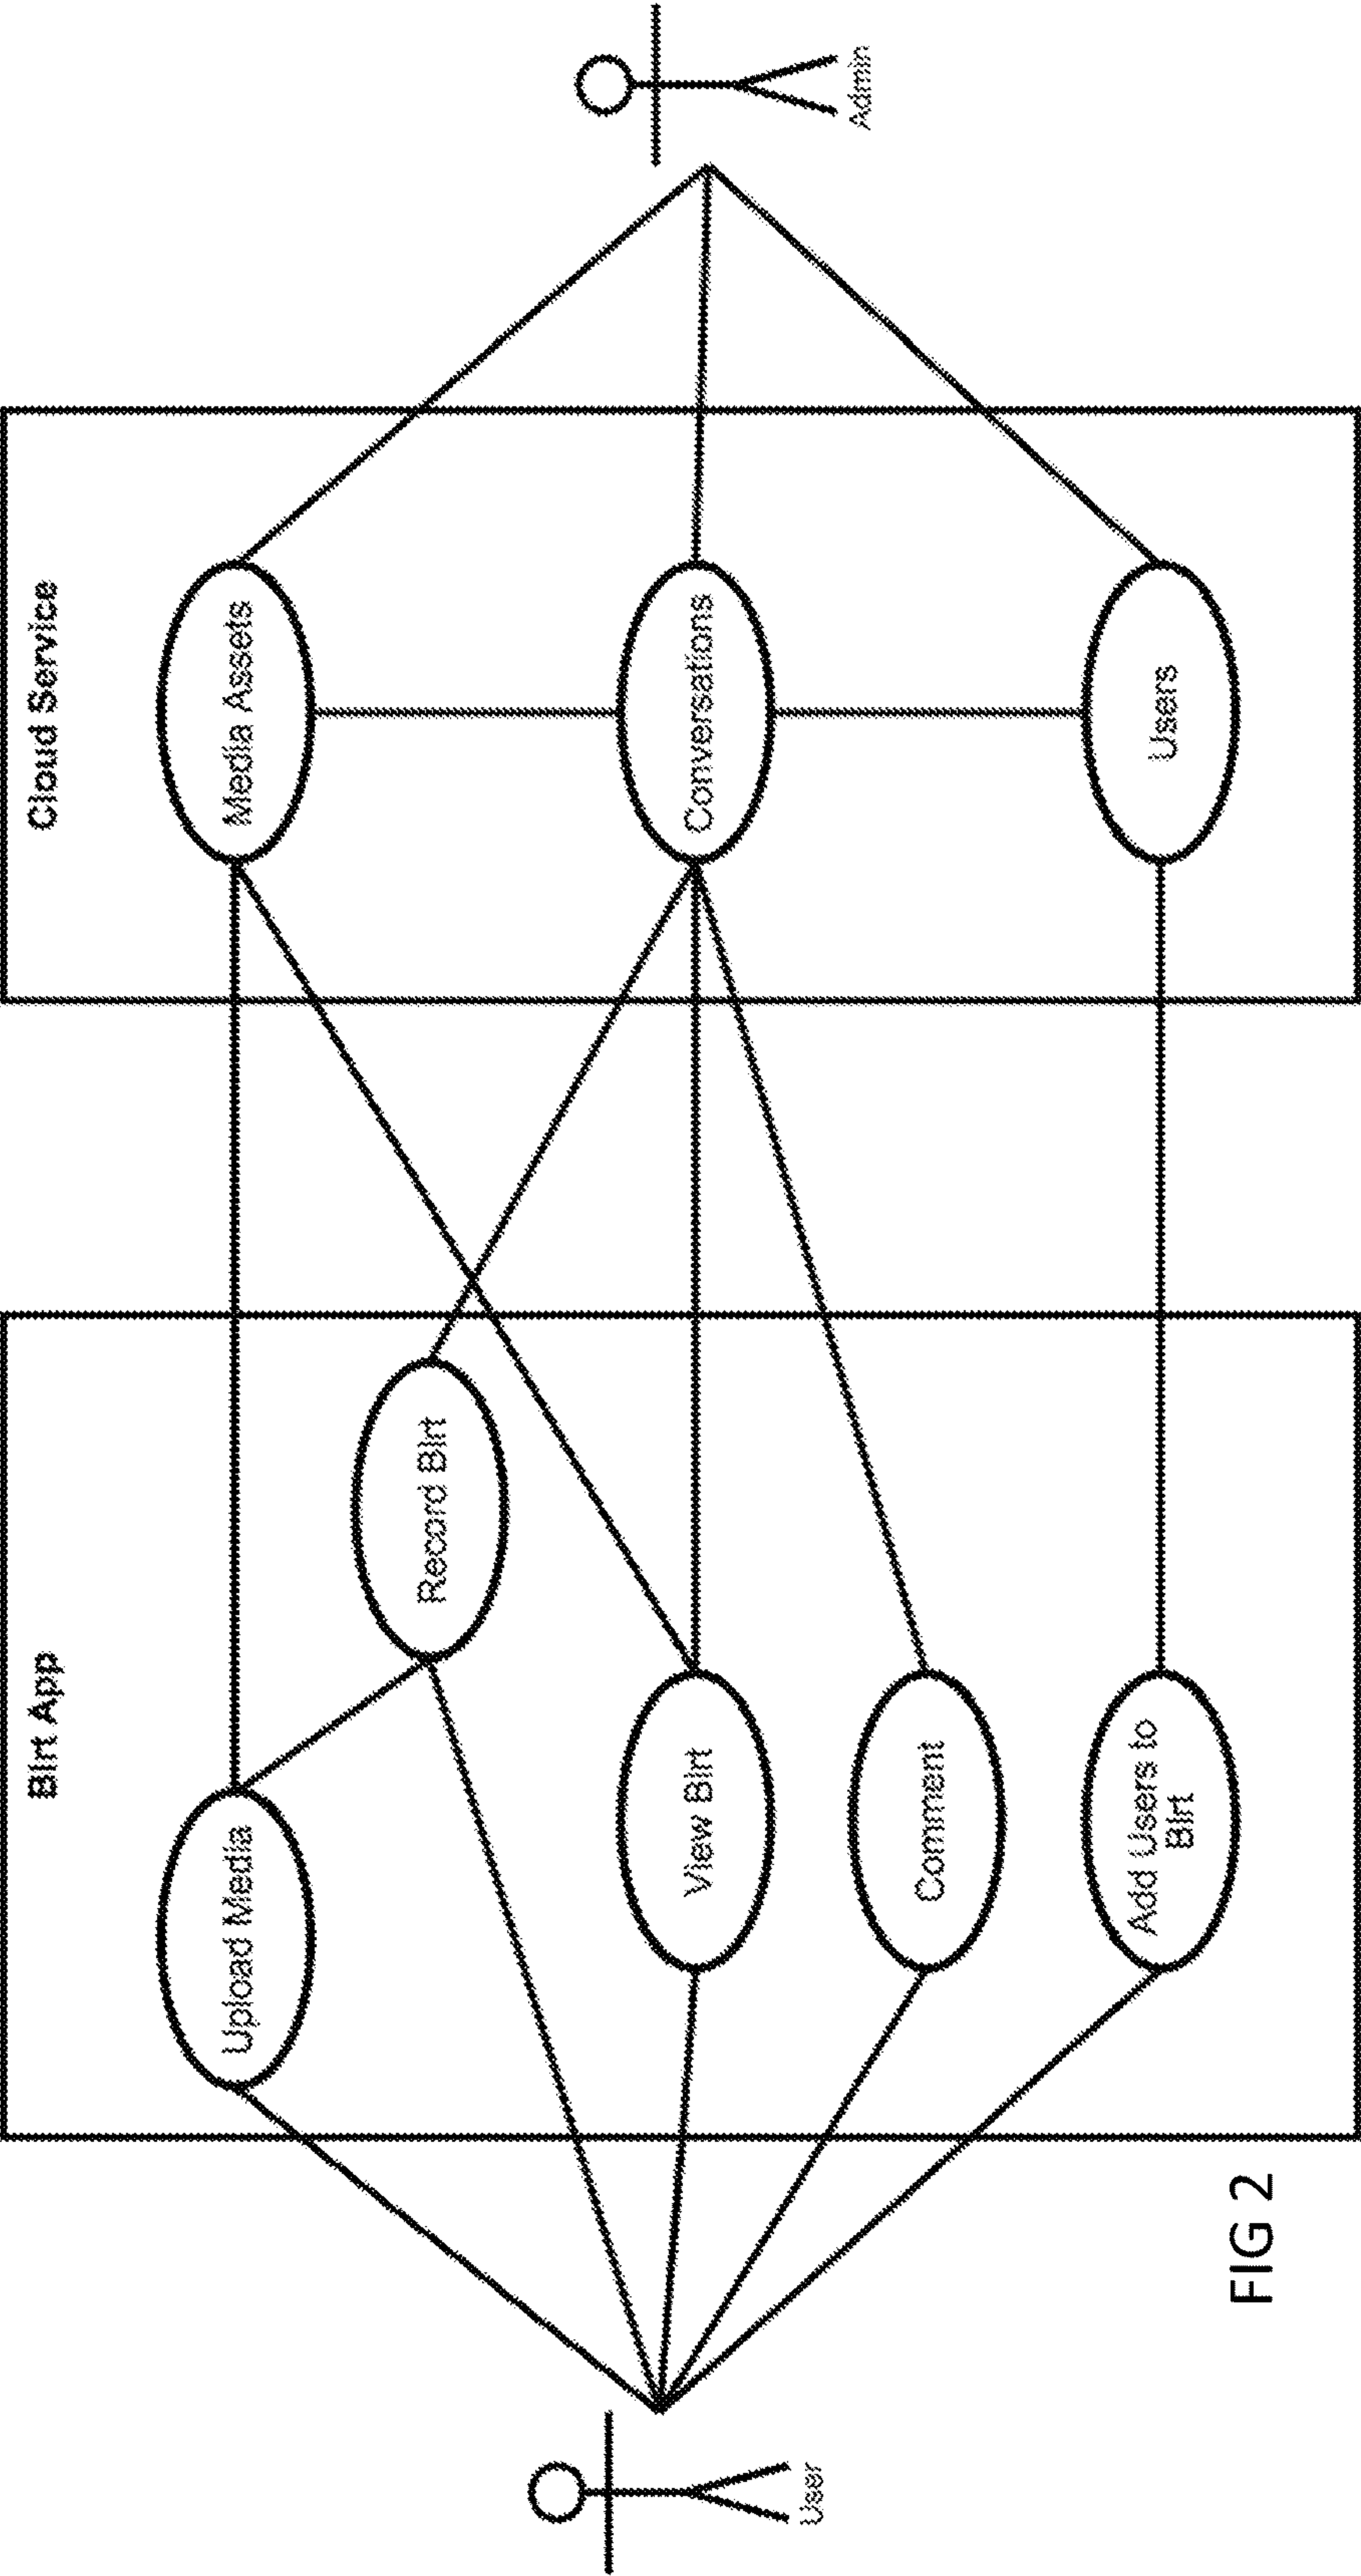 Blrt App
Cloud Service
Upload Media
Media Assets
Record Blrt
View Blrt
Conversations
Comment
Add Users to
Blrt
Users
User
Admin
FIG 2